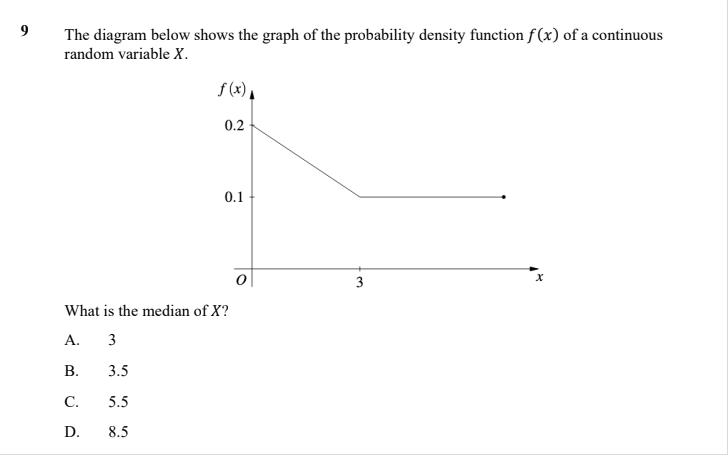 9 The diagram below shows the graph of the probability density function f(x) of a continuous
random variable X.
f (x)
0.2
0.1
O
3
x
What is the median of X?
A. 3
B. 3.5
C. 5.5
D. 8.5